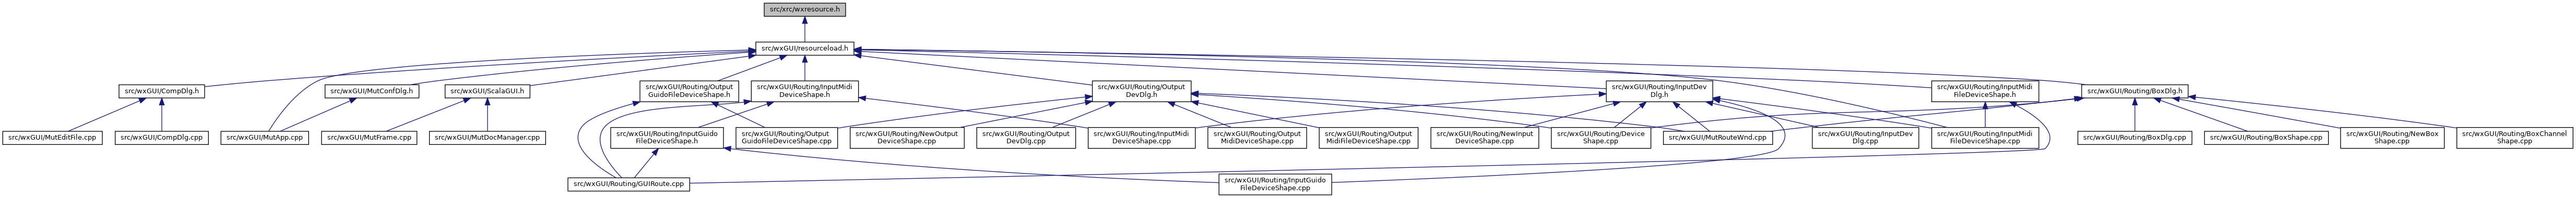 src/xrc/wxresource.h
src/wxGUI/resourceload.h
src/wxGUI/CompDlg.h
src/wxGUI/MutConfDlg.h
src/wxGUI/ScalaGUI.h
src/wxGUI/Routing/Output
GuidoFileDeviceShape.h
src/wxGUI/Routing/InputMidi
DeviceShape.h
src/wxGUI/Routing/Output
DevDlg.h
src/wxGUI/Routing/InputDev
Dlg.h
src/wxGUI/Routing/InputMidi
FileDeviceShape.h
src/wxGUI/Routing/BoxDlg.h
src/wxGUI/MutEditFile.cpp
src/wxGUI/CompDlg.cpp
src/wxGUI/MutApp.cpp
src/wxGUI/MutFrame.cpp
src/wxGUI/MutDocManager.cpp
src/wxGUI/Routing/InputGuido
FileDeviceShape.h
src/wxGUI/Routing/Output
GuidoFileDeviceShape.cpp
src/wxGUI/Routing/NewOutput
DeviceShape.cpp
src/wxGUI/Routing/Output
DevDlg.cpp
src/wxGUI/Routing/InputMidi
DeviceShape.cpp
src/wxGUI/Routing/Output
MidiDeviceShape.cpp
src/wxGUI/Routing/Output
MidiFileDeviceShape.cpp
src/wxGUI/Routing/NewInput
DeviceShape.cpp
src/wxGUI/Routing/Device
Shape.cpp
src/wxGUI/MutRouteWnd.cpp
src/wxGUI/Routing/InputDev
Dlg.cpp
src/wxGUI/Routing/InputMidi
FileDeviceShape.cpp
src/wxGUI/Routing/BoxDlg.cpp
src/wxGUI/Routing/BoxShape.cpp
src/wxGUI/Routing/NewBox
Shape.cpp
src/wxGUI/Routing/BoxChannel
Shape.cpp
src/wxGUI/Routing/GUIRoute.cpp
src/wxGUI/Routing/InputGuido
FileDeviceShape.cpp